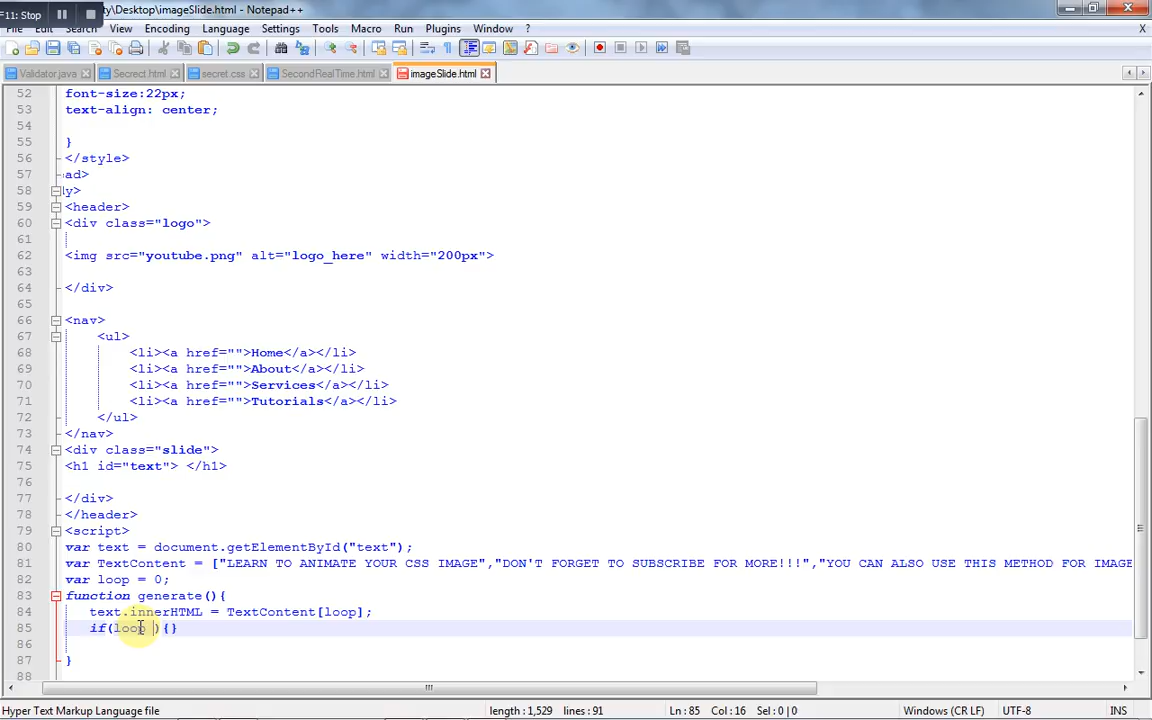 F11: Stop
ty\Desktop\imageSlide.html - Notepad++
File Edit Search View Encoding Language Settings Tools Macro Run Plugins Window ? X
Validator.java Secrect.html secret.css SecondRealTime.html imageSlide.html
52 font-size:22px;
53 text-align: center;
54
55 }
56 </style>
57 ad>
58 y>
59 <header>
60 <div class="logo">
61
62 <img src="youtube.png" alt="logo_here" width="200px">
63
64 </div>
65
66 <nav>
67 <ul>
68 <li><a href="">Home</a></li>
69 <li><a href="">About</a></li>
70 <li><a href="">Services</a></li>
71 <li><a href="">Tutorials</a></li>
72 </ul>
73 </nav>
74 <div class="slide">
75 <h1 id="text"> </h1>
76
77 </div>
78 </header>
79 <script>
80 var text = document.getElementById("text");
81 var TextContent = ["LEARN TO ANIMATE YOUR CSS IMAGE","DON'T FORGET TO SUBSCRIBE FOR MORE!!!","YOU CAN ALSO USE THIS METHOD FOR IMAGE
82 var loop = 0;
83 function generate(){
84 text.innerHTML = TextContent[loop];
85 if(loop ){}
86
87 }
88
Hyper Text Markup Language file length : 1,529 lines : 91 Ln : 85 Col : 16 Sel : 0 | 0 Windows (CR LF) UTF-8 INS